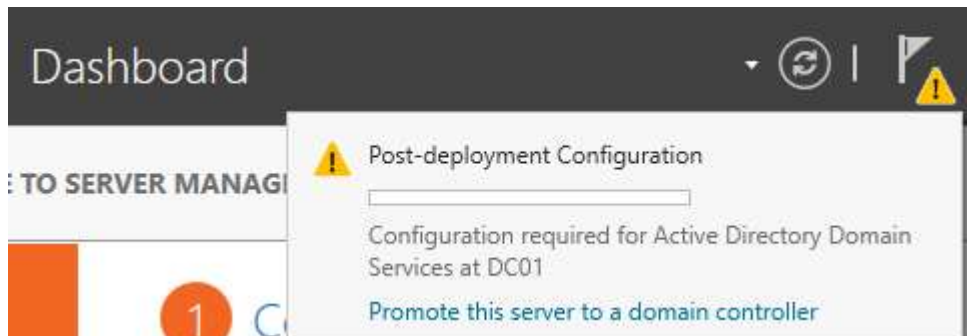 Dashboard
Post-deployment Configuration
TO SERVER MANAG
Configuration required for Active Directory Domain
Services at DC01
1
Promote this server to a domain controller